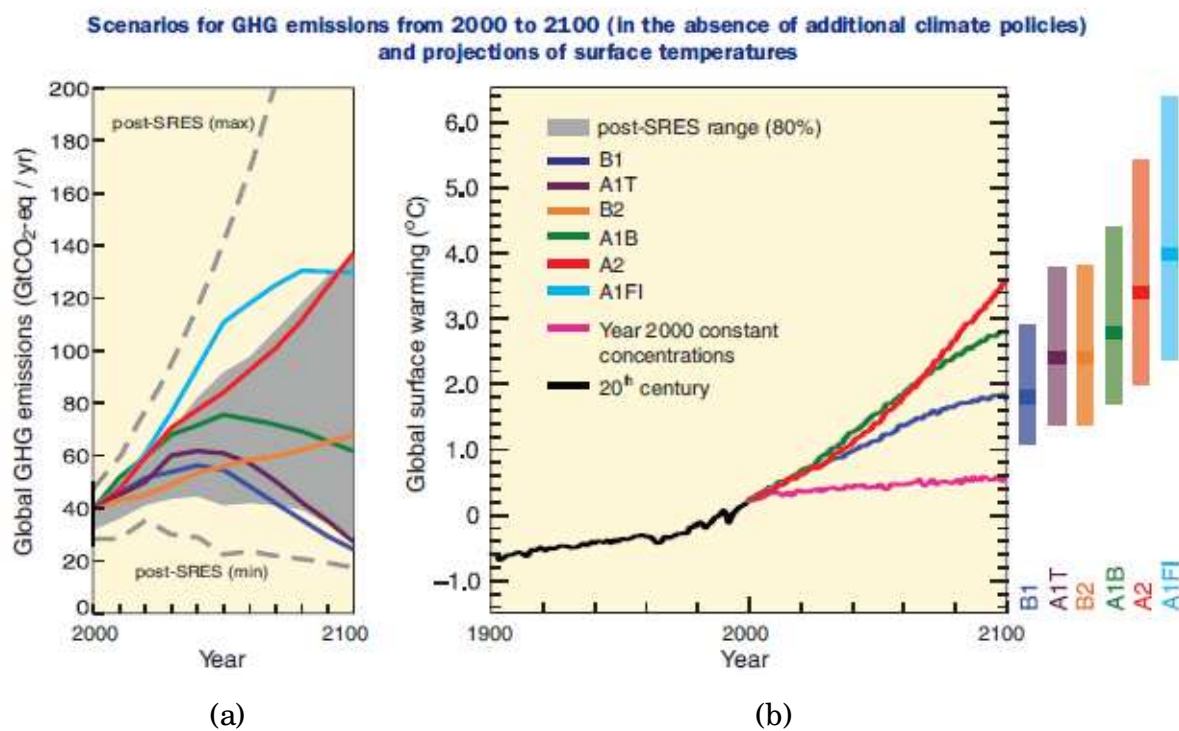 Scenarios for GHG emissions from 2000 to 2100 (in the absence of additional climate policies)
and projections of surface temperatures
Global GHG emissions (GtCO2-eq / yr)
200
180
160
140
120
100
80
60
40
20
0
post-SRES (max)
post-SRES (min)
2000
2100
Year
(a)
Global surface warming (°C)
6.0
5.0
4.0
3.0
2.0
1.0
0
–1.0
post-SRES range (80%)
B1
A1T
B2
A1B
A2
A1FI
Year 2000 constant
concentrations
20th century
1900
2000
2100
Year
B1
A1T
B2
A1B
A2
A1FI
(b)